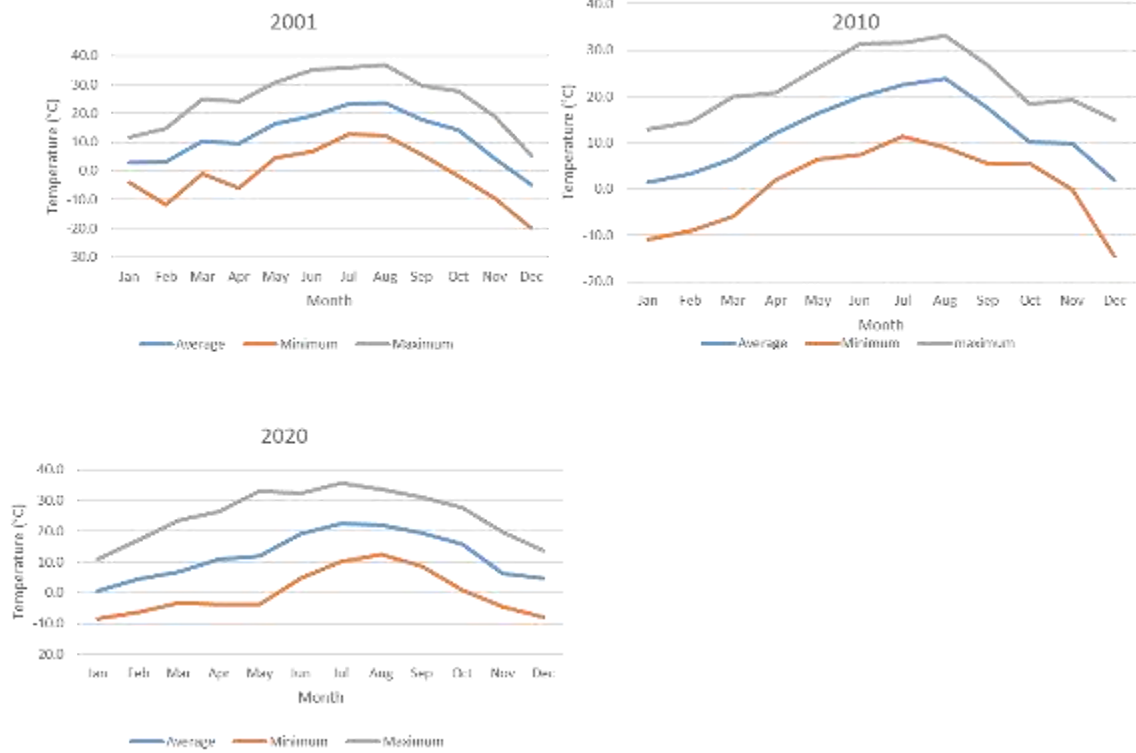 2001
40.0
30.0
20.0
10.0
0.0
-10.0
-20.0
30.0
Temperature (°C)
Jan Feb Mar Apr May Jun Jul Aug Sep Oct Nov Dec
Month
Average Minimum Maximum
40.0
2010
30.0
20.0
10.0
0.0
-10.0
-20.0
Temperature (°C)
Jan Feb Mar Apr May Jun Jul Aug Sep Oct Nov Dec
Month
Average Minimum maximum
2020
40.0
30.0
20.0
10.0
0.0
-10.0
20.0
Temperature (°C)
Jan Feb Mar Apr May Jun Jul Aug Sep Oct Nov Dec
Month
Average Minimum Maximum